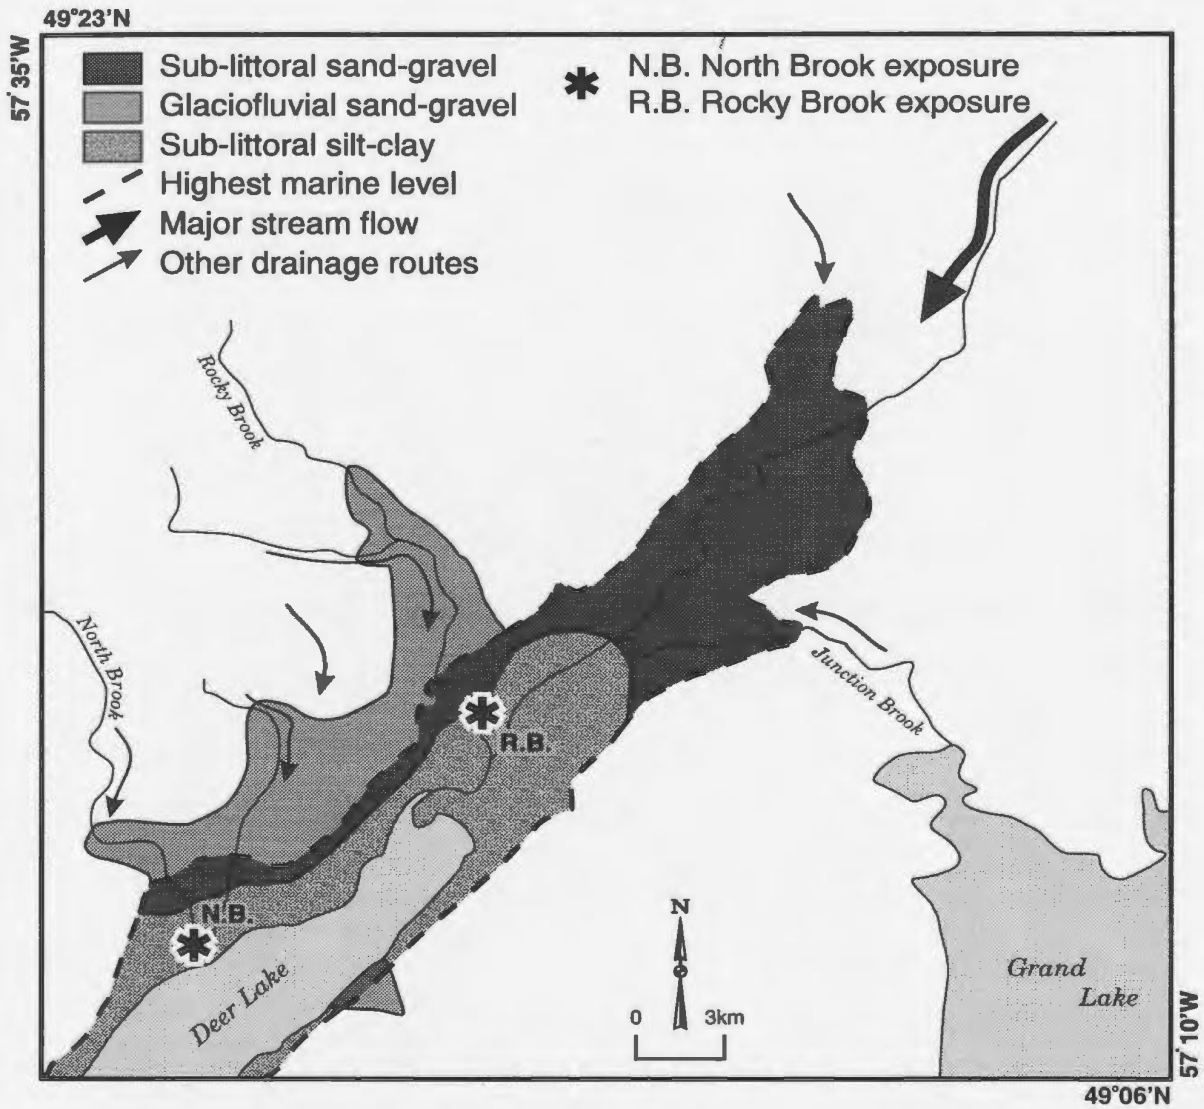 49°23'N
57°35'W
Sub-littoral sand-gravel
Glaciofluvial sand-gravel
Sub-littoral silt-clay
Highest marine level
Major stream flow
Other drainage routes
N.B. North Brook exposure
R.B. Rocky Brook exposure
Rocky Brook
North Brook
Junction Brook
R.B.
N.B.
Deer Lake
Grand
Lake
N
0 3km
57°10'W
49°06'N